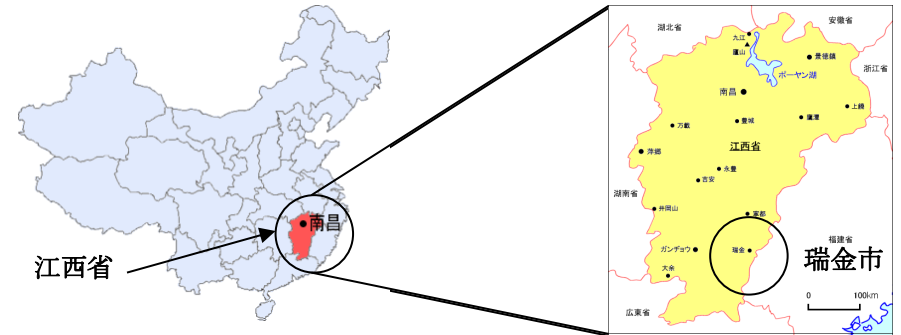 南昌
江西省
湖北省
安徽省
九江
廬山
景徳鎮
浙江省
ポーヤン湖
南昌
上饒
豊城
鷹潭
万載
江西省
萍郷
永豊
吉安
湖南省
井岡山
寧都
福建省
ガンチョウ
瑞金
瑞金市
大余
0 100km
広東省